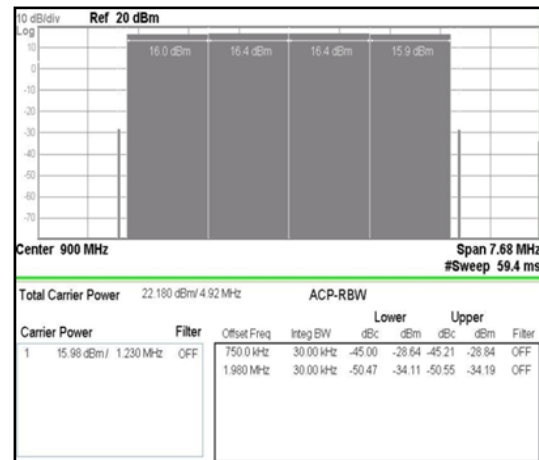 10 dB/div Ref 20 dBm
Log
10
0
-10
-20
-30
-40
-50
-60
-70
16.0 dBm 16.4 dBm 16.4 dBm 15.9 dBm
Center 900 MHz Span 7.68 MHz
#Sweep 59.4 ms
Total Carrier Power 22.180 dBm/ 4.92 MHz ACP-RBW
Lower Upper
Carrier Power Filter Offset Freq Integ BW dBc dBm dBc dBm Filter
1 15.98 dBm / 1.230 MHz OFF 750.0 kHz 30.00 kHz -45.00 -28.64 -45.21 -28.84 OFF
1.980 MHz 30.00 kHz -50.47 -34.11 -50.55 -34.19 OFF